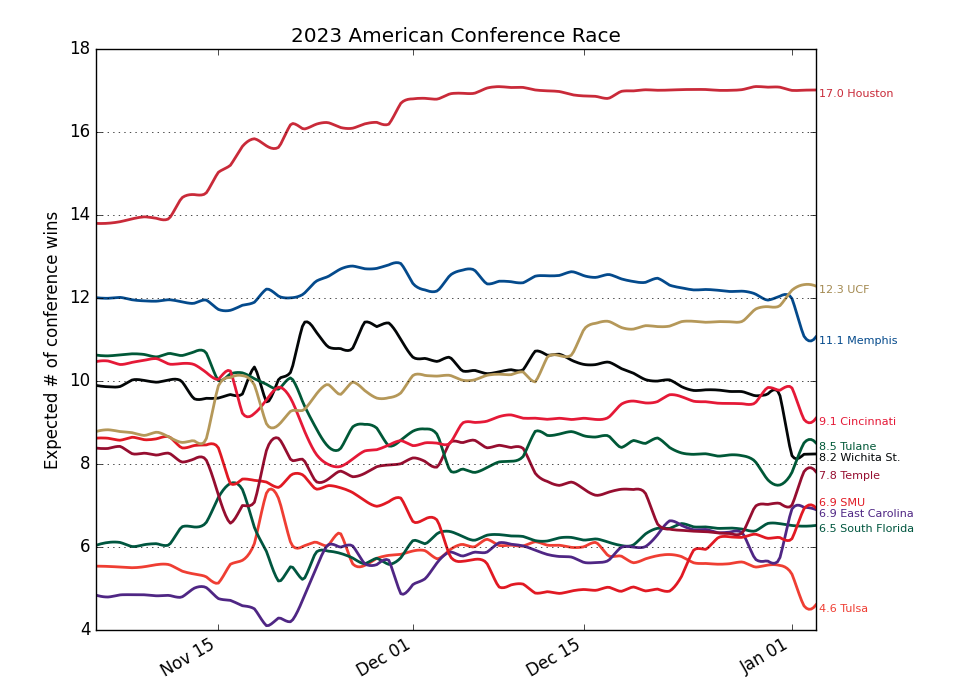 2023 American Conference Race
Expected # of conference wins
18
16
14
12
10
8
6
4
Nov 15
Dec 01
Dec 15
Jan 01
17.0 Houston
12.3 UCF
11.1 Memphis
9.1 Cincinnati
8.5 Tulane
8.2 Wichita St.
7.8 Temple
6.9 SMU
6.9 East Carolina
6.5 South Florida
4.6 Tulsa